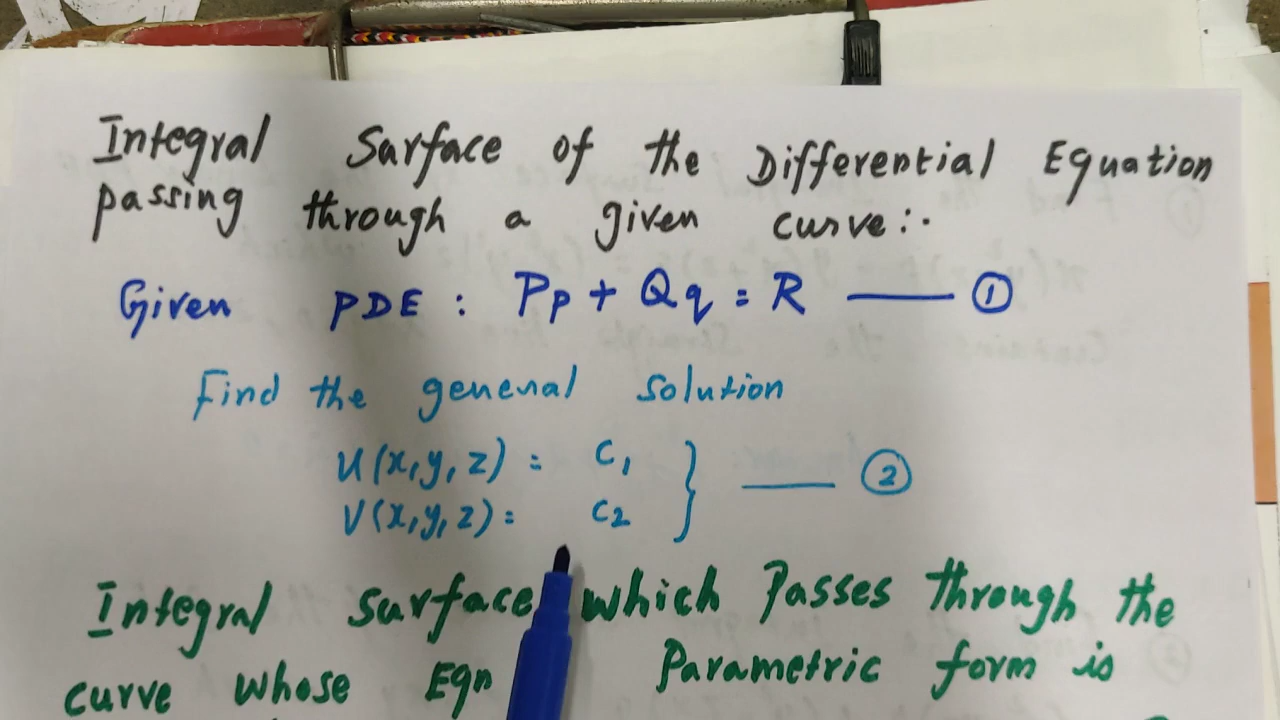 Integral Surface of the Differential Equation
passing through a given curve:-
Given PDE : Pp + Qq = R —— ①
Find the general solution
u(x,y,z) = c₁
v(x,y,z) = c₂ } —— ②
Integral surface which Passes through the
curve whose Eqn Parametric form is